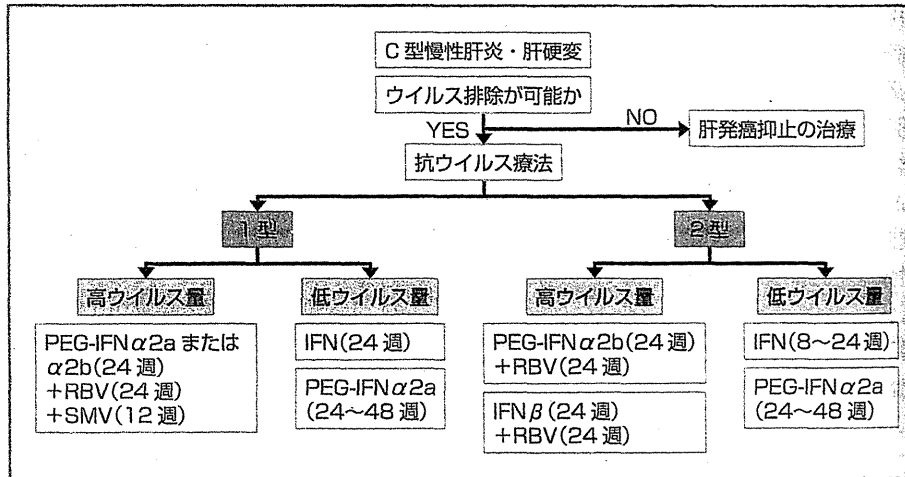 C型慢性肝炎・肝硬変
ウイルス排除が可能か
YES
NO
肝発癌抑止の治療
抗ウイルス療法
1型
2型
高ウイルス量
低ウイルス量
高ウイルス量
低ウイルス量
PEG-IFNα2aまたは
α2b(24週)
+RBV(24週)
+SMV(12週)
IFN(24週)
PEG-IFNα2a
(24〜48週)
PEG-IFNα2b(24週)
+RBV(24週)
IFNβ(24週)
+RBV(24週)
IFN(8〜24週)
PEG-IFNα2a
(24〜48週)